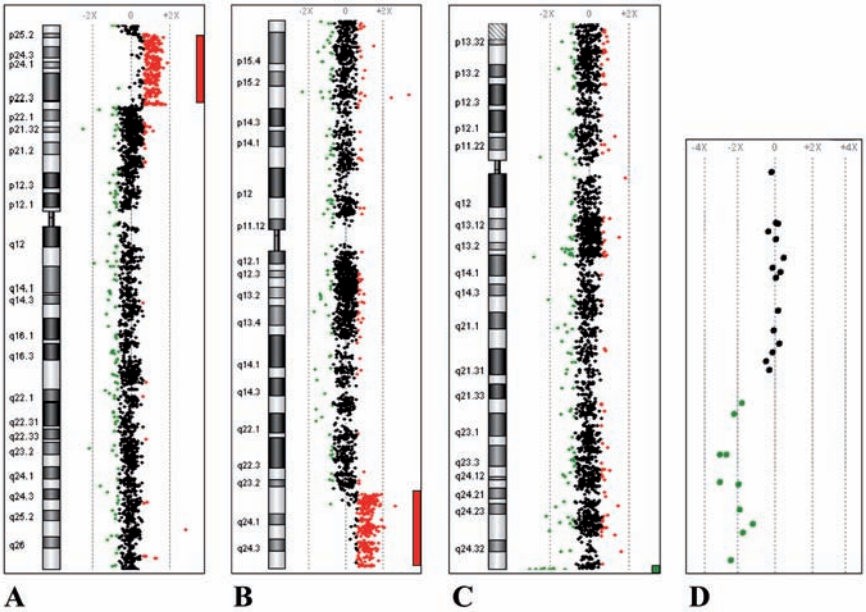 -2X 0 +2X
p25.2
p24.3
p24.1
p22.3
p22.1
p21.32
p21.2
p12.3
p12.1
q12
q14.1
q14.3
q16.1
q16.3
q22.1
q22.31
q22.33
q23.2
q24.1
q24.3
q25.2
q26
A
-2X 0 +2X
p15.4
p15.2
p14.3
p14.1
p12
p11.12
q12.1
q12.3
q13.2
q13.4
q14.1
q14.3
q22.1
q22.3
q23.2
q24.1
q24.3
B
-2X 0 +2X
p13.32
p13.2
p12.3
p12.1
p11.22
q12
q13.12
q13.2
q14.1
q14.3
q21.1
q21.31
q21.33
q23.1
q23.3
q24.12
q24.21
q24.23
q24.32
C
-4X -2X 0 +2X +4X
D